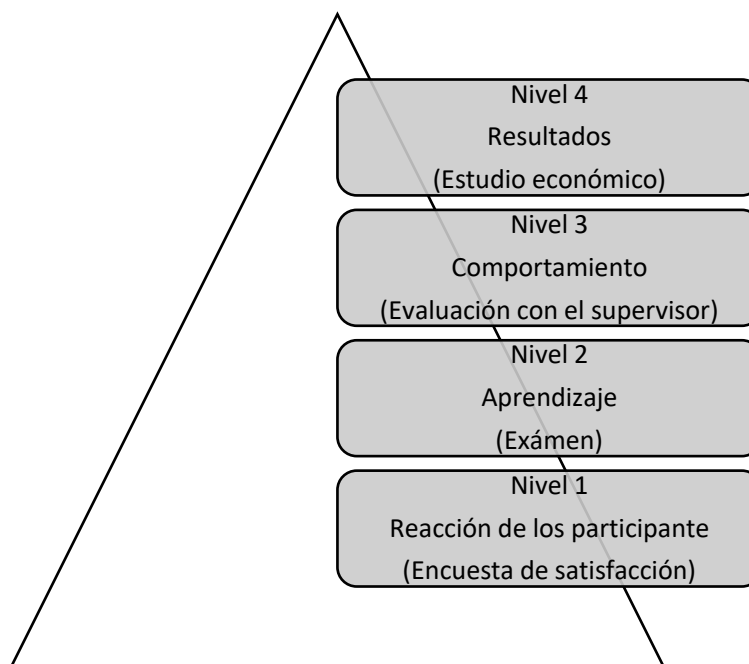 Nivel 4
Resultados
(Estudio económico)
Nivel 3
Comportamiento
(Evaluación con el supervisor)
Nivel 2
Aprendizaje
(Exámen)
Nivel 1
Reacción de los participante
(Encuesta de satisfacción)